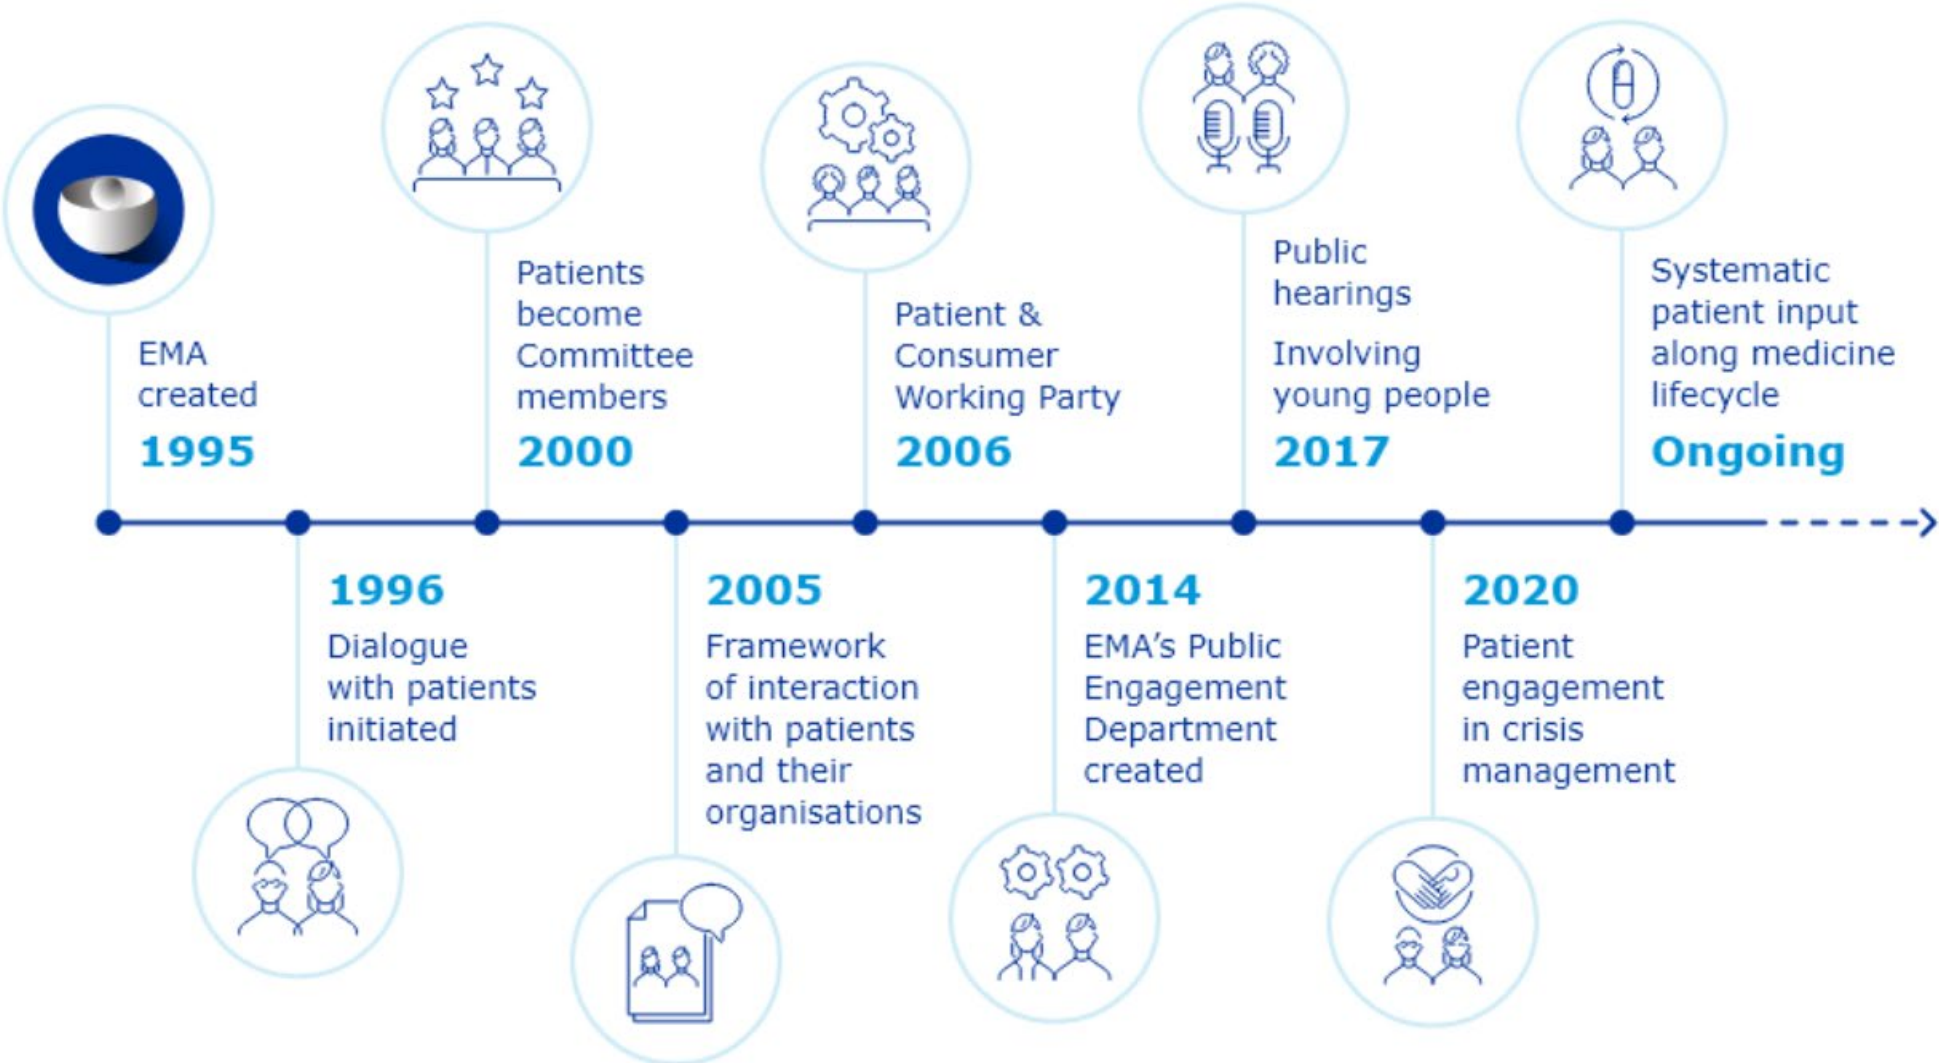 EMA
created
1995
1996
Dialogue
with patients
initiated
Patients
become
Committee
members
2000
2005
Framework
of interaction
with patients
and their
organisations
Patient &
Consumer
Working Party
2006
2014
EMA’s Public
Engagement
Department
created
Public
hearings
Involving
young people
2017
2020
Patient
engagement
in crisis
management
Systematic
patient input
along medicine
lifecycle
Ongoing